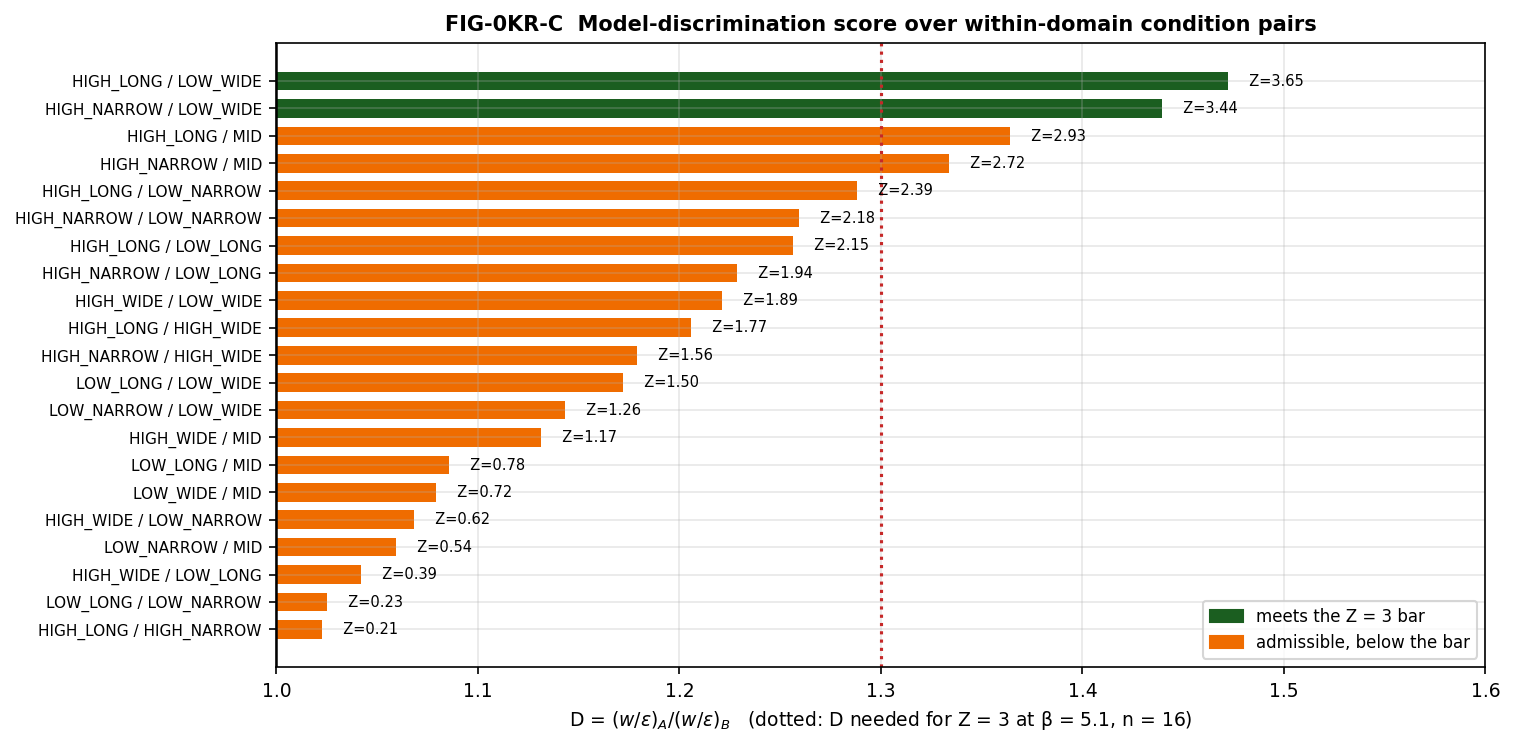 FIG-0KR-C  Model-discrimination score over within-domain condition pairs
HIGH_LONG / LOW_WIDE Z=3.65
HIGH_NARROW / LOW_WIDE Z=3.44
HIGH_LONG / MID Z=2.93
HIGH_NARROW / MID Z=2.72
HIGH_LONG / LOW_NARROW Z=2.39
HIGH_NARROW / LOW_NARROW Z=2.18
HIGH_LONG / LOW_LONG Z=2.15
HIGH_NARROW / LOW_LONG Z=1.94
HIGH_WIDE / LOW_WIDE Z=1.89
HIGH_LONG / HIGH_WIDE Z=1.77
HIGH_NARROW / HIGH_WIDE Z=1.56
LOW_LONG / LOW_WIDE Z=1.50
LOW_NARROW / LOW_WIDE Z=1.26
HIGH_WIDE / MID Z=1.17
LOW_LONG / MID Z=0.78
LOW_WIDE / MID Z=0.72
HIGH_WIDE / LOW_NARROW Z=0.62
LOW_NARROW / MID Z=0.54
HIGH_WIDE / LOW_LONG Z=0.39
LOW_LONG / LOW_NARROW Z=0.23
HIGH_LONG / HIGH_NARROW Z=0.21
meets the Z = 3 bar
admissible, below the bar
1.0 1.1 1.2 1.3 1.4 1.5 1.6
D = (w/ε)A/(w/ε)B (dotted: D needed for Z = 3 at β = 5.1, n = 16)